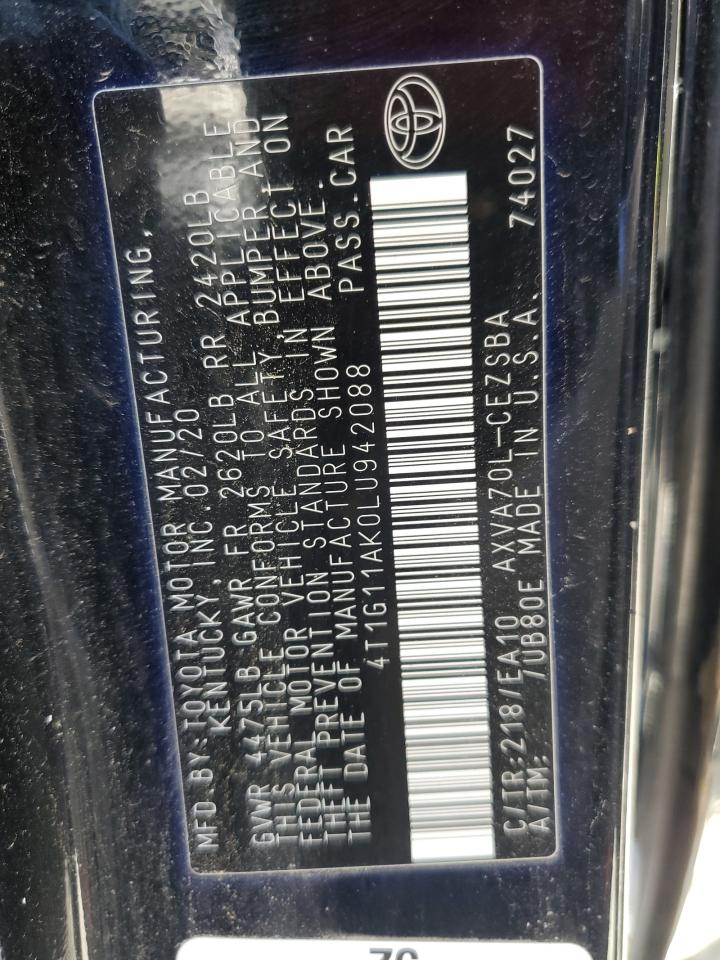 MFD.BY:TOYOTA MOTOR MANUFACTURING,
KENTUCKY, INC 02/20
GVWR 4475LB GAWR FR 2620LB RR 2420LB
THIS VEHICLE CONFORMS TO ALL APPLICABLE
FEDERAL MOTOR VEHICLE SAFETY, BUMPER AND
THEFT PREVENTION STANDARDS IN EFFECT ON
THE DATE OF MANUFACTURE SHOWN ABOVE.
4T1G11AK0LU942088 PASS.CAR
C/TR:218/EA10 AXVA70L-CEZSBA 74027
A/TM: /UB80E MADE IN U.S.A.